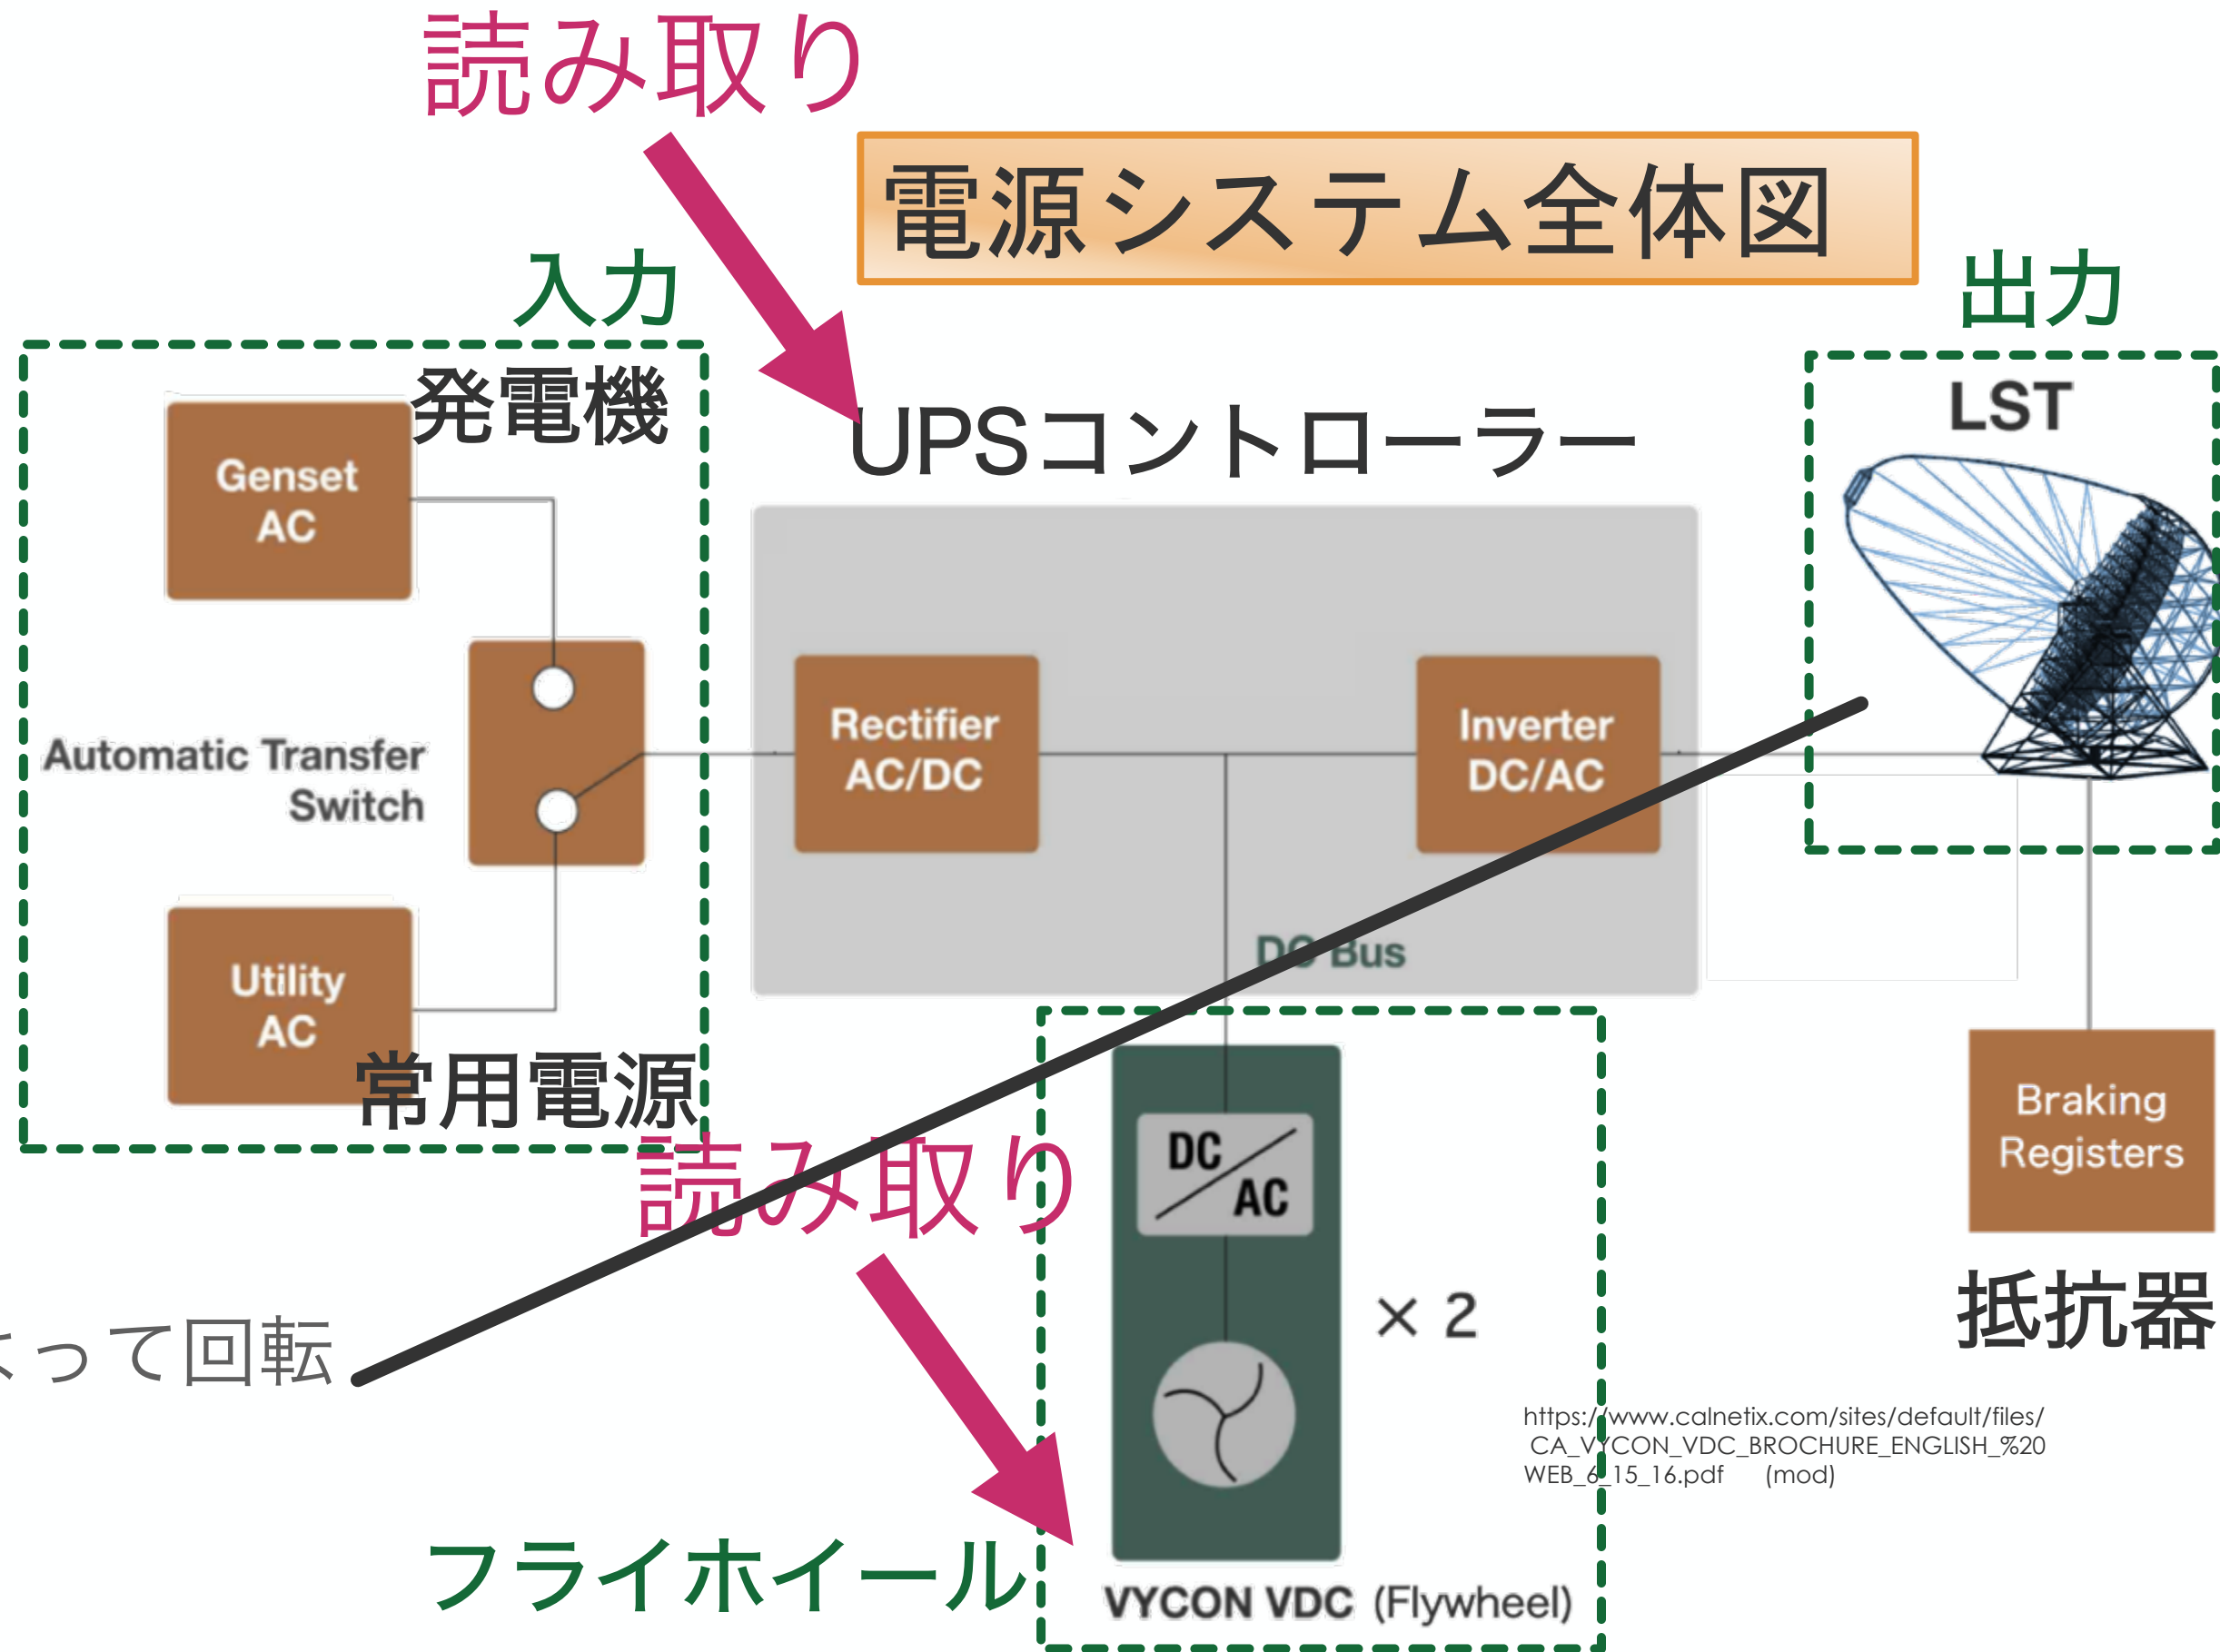 読み取り
電源システム全体図
入力
出力
発電機
LST
UPSコントローラー
Genset
AC
Automatic Transfer
Switch
Rectifier
AC/DC
Inverter
DC/AC
DC Bus
Utility
AC
常用電源
読み取り
DC
AC
× 2
Braking
Registers
抵抗器
って回転
https://www.calnetix.com/sites/default/files/
CA_VYCON_VDC_BROCHURE_ENGLISH_%20
WEB_6_15_16.pdf (mod)
フライホイール
VYCON VDC (Flywheel)